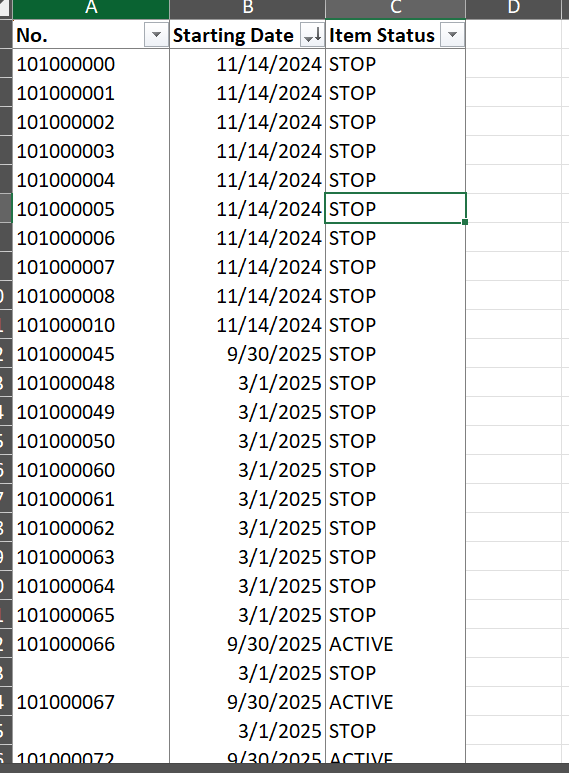 A B C D
No. Starting Date Item Status
101000000 11/14/2024 STOP
101000001 11/14/2024 STOP
101000002 11/14/2024 STOP
101000003 11/14/2024 STOP
101000004 11/14/2024 STOP
101000005 11/14/2024 STOP
101000006 11/14/2024 STOP
101000007 11/14/2024 STOP
101000008 11/14/2024 STOP
101000010 11/14/2024 STOP
101000045 9/30/2025 STOP
101000048 3/1/2025 STOP
101000049 3/1/2025 STOP
101000050 3/1/2025 STOP
101000060 3/1/2025 STOP
101000061 3/1/2025 STOP
101000062 3/1/2025 STOP
101000063 3/1/2025 STOP
101000064 3/1/2025 STOP
101000065 3/1/2025 STOP
101000066 9/30/2025 ACTIVE
3/1/2025 STOP
101000067 9/30/2025 ACTIVE
3/1/2025 STOP
101000072 9/30/2025 ACTIVE